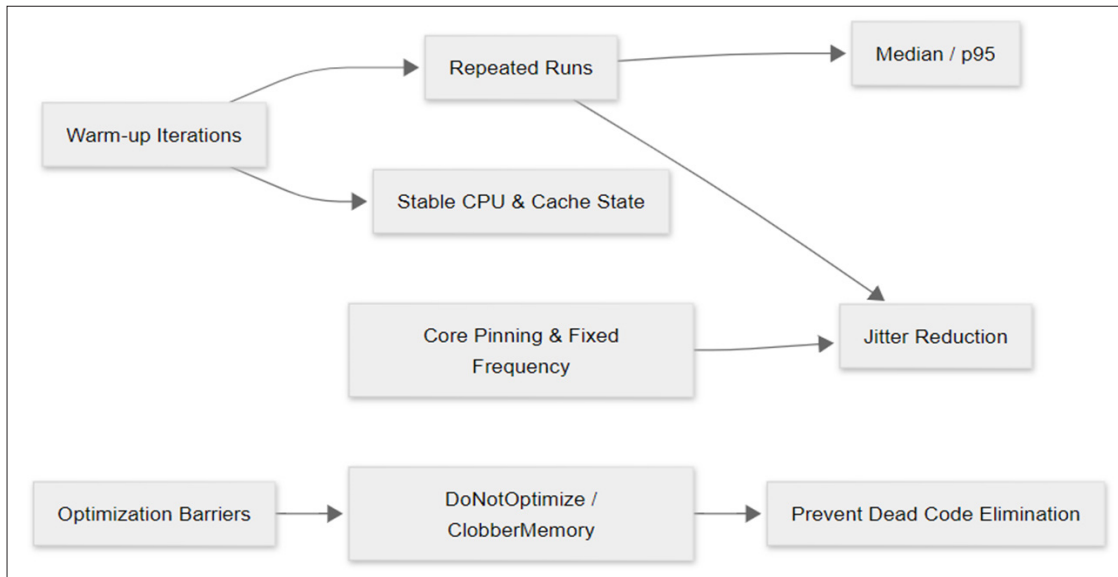 Repeated Runs
Median / p95
Warm-up Iterations
Stable CPU & Cache State
Core Pinning & Fixed
Frequency
Jitter Reduction
Optimization Barriers
DoNotOptimize /
ClobberMemory
Prevent Dead Code Elimination